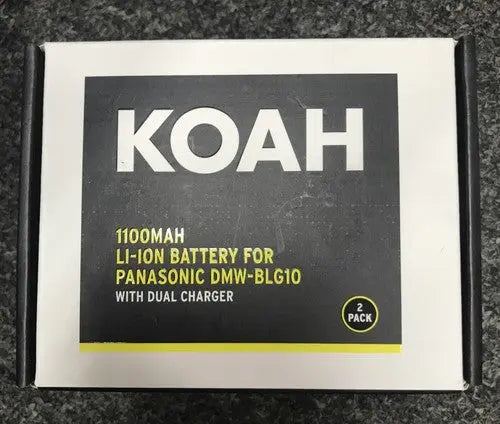 KOAH
1100MAH
LI-ION BATTERY FOR
PANASONIC DMW-BLG10
WITH DUAL CHARGER
2
PACK